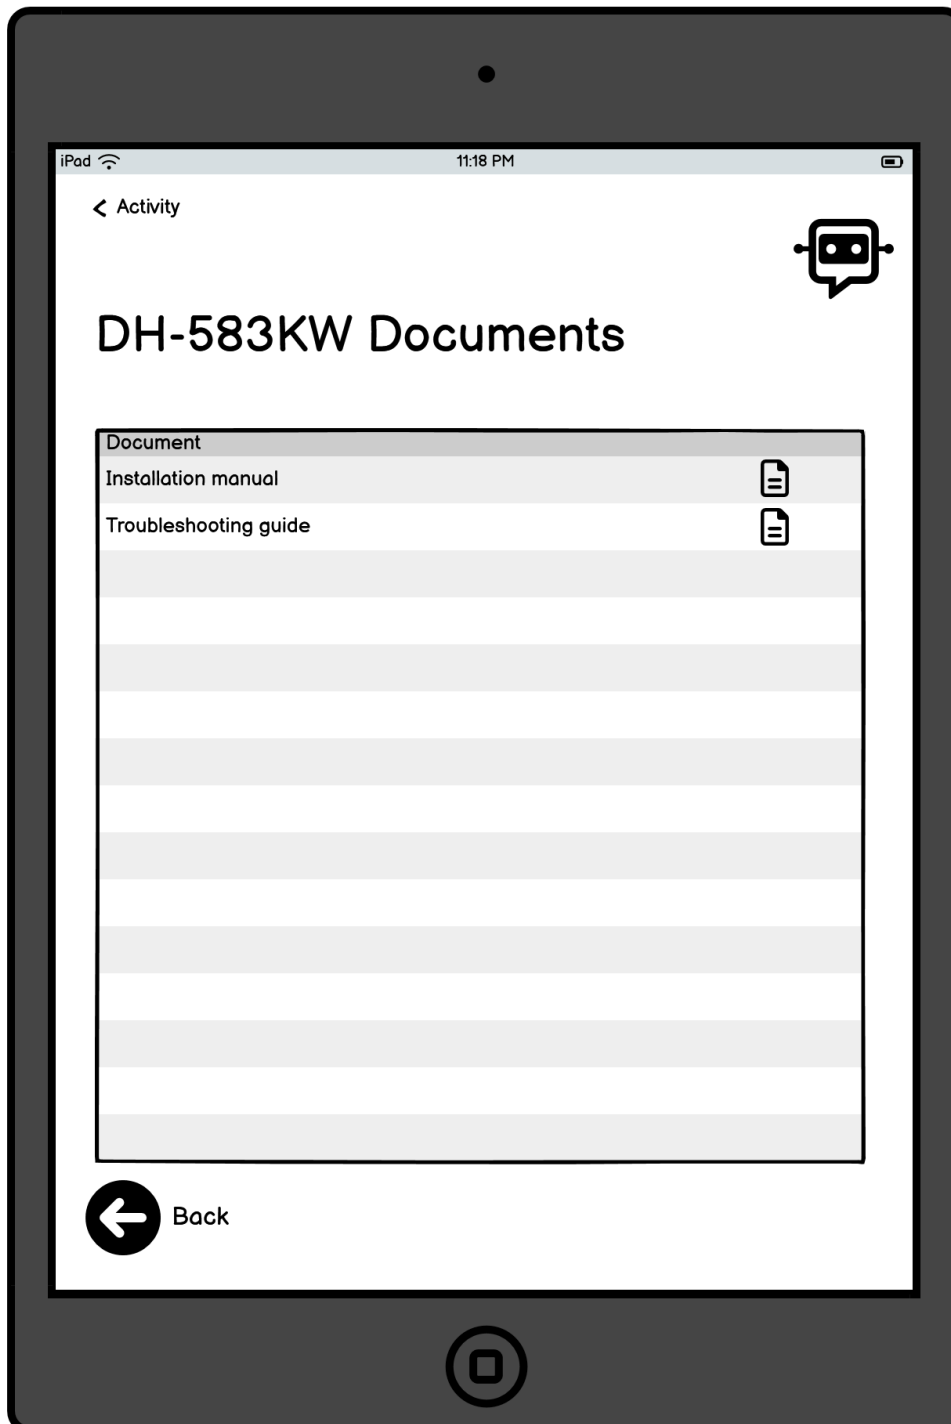 iPad 11:18 PM
Activity
DH-583KW Documents
Document
Installation manual
Troubleshooting guide
Back